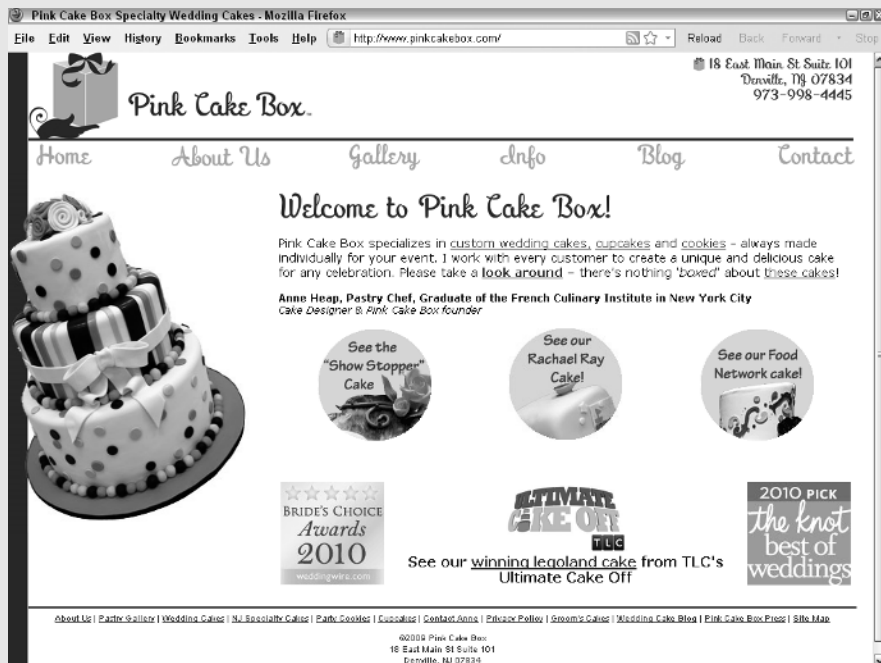 Pink Cake Box Specialty Wedding Cakes - Mozilla Firefox
File Edit View History Bookmarks Tools Help http://www.pinkcakebox.com/ Reload Back Forward Stop
18 East Main St Suite 101
Denville, NJ 07834
973-998-4445
Pink Cake Box™
Home About Us Gallery Info Blog Contact
Welcome to Pink Cake Box!
Pink Cake Box specializes in custom wedding cakes, cupcakes and cookies – always made
individually for your event. I work with every customer to create a unique and delicious cake
for any celebration. Please take a look around – there's nothing 'boxed' about these cakes!
Anne Heap, Pastry Chef, Graduate of the French Culinary Institute in New York City
Cake Designer & Pink Cake Box founder
See the
"Show Stopper"
Cake
See our
Rachael Ray
Cake!
See our Food
Network cake!
BRIDE'S CHOICE
Awards
2010
weddingwire.com
ULTIMATE
CAKE OFF
TLC
See our winning legoland cake from TLC's
Ultimate Cake Off
2010 PICK
the knot
best of
weddings
About Us | Pastry Gallery | Wedding Cakes | NJ Specialty Cakes | Party Cookies | Cupcakes | Contact Anne | Privacy Policy | Groom's Cakes | Wedding Cake Blog | Pink Cake Box Press | Site Map
©2009 Pink Cake Box
18 East Main St Suite 101
Denville, NJ 07834